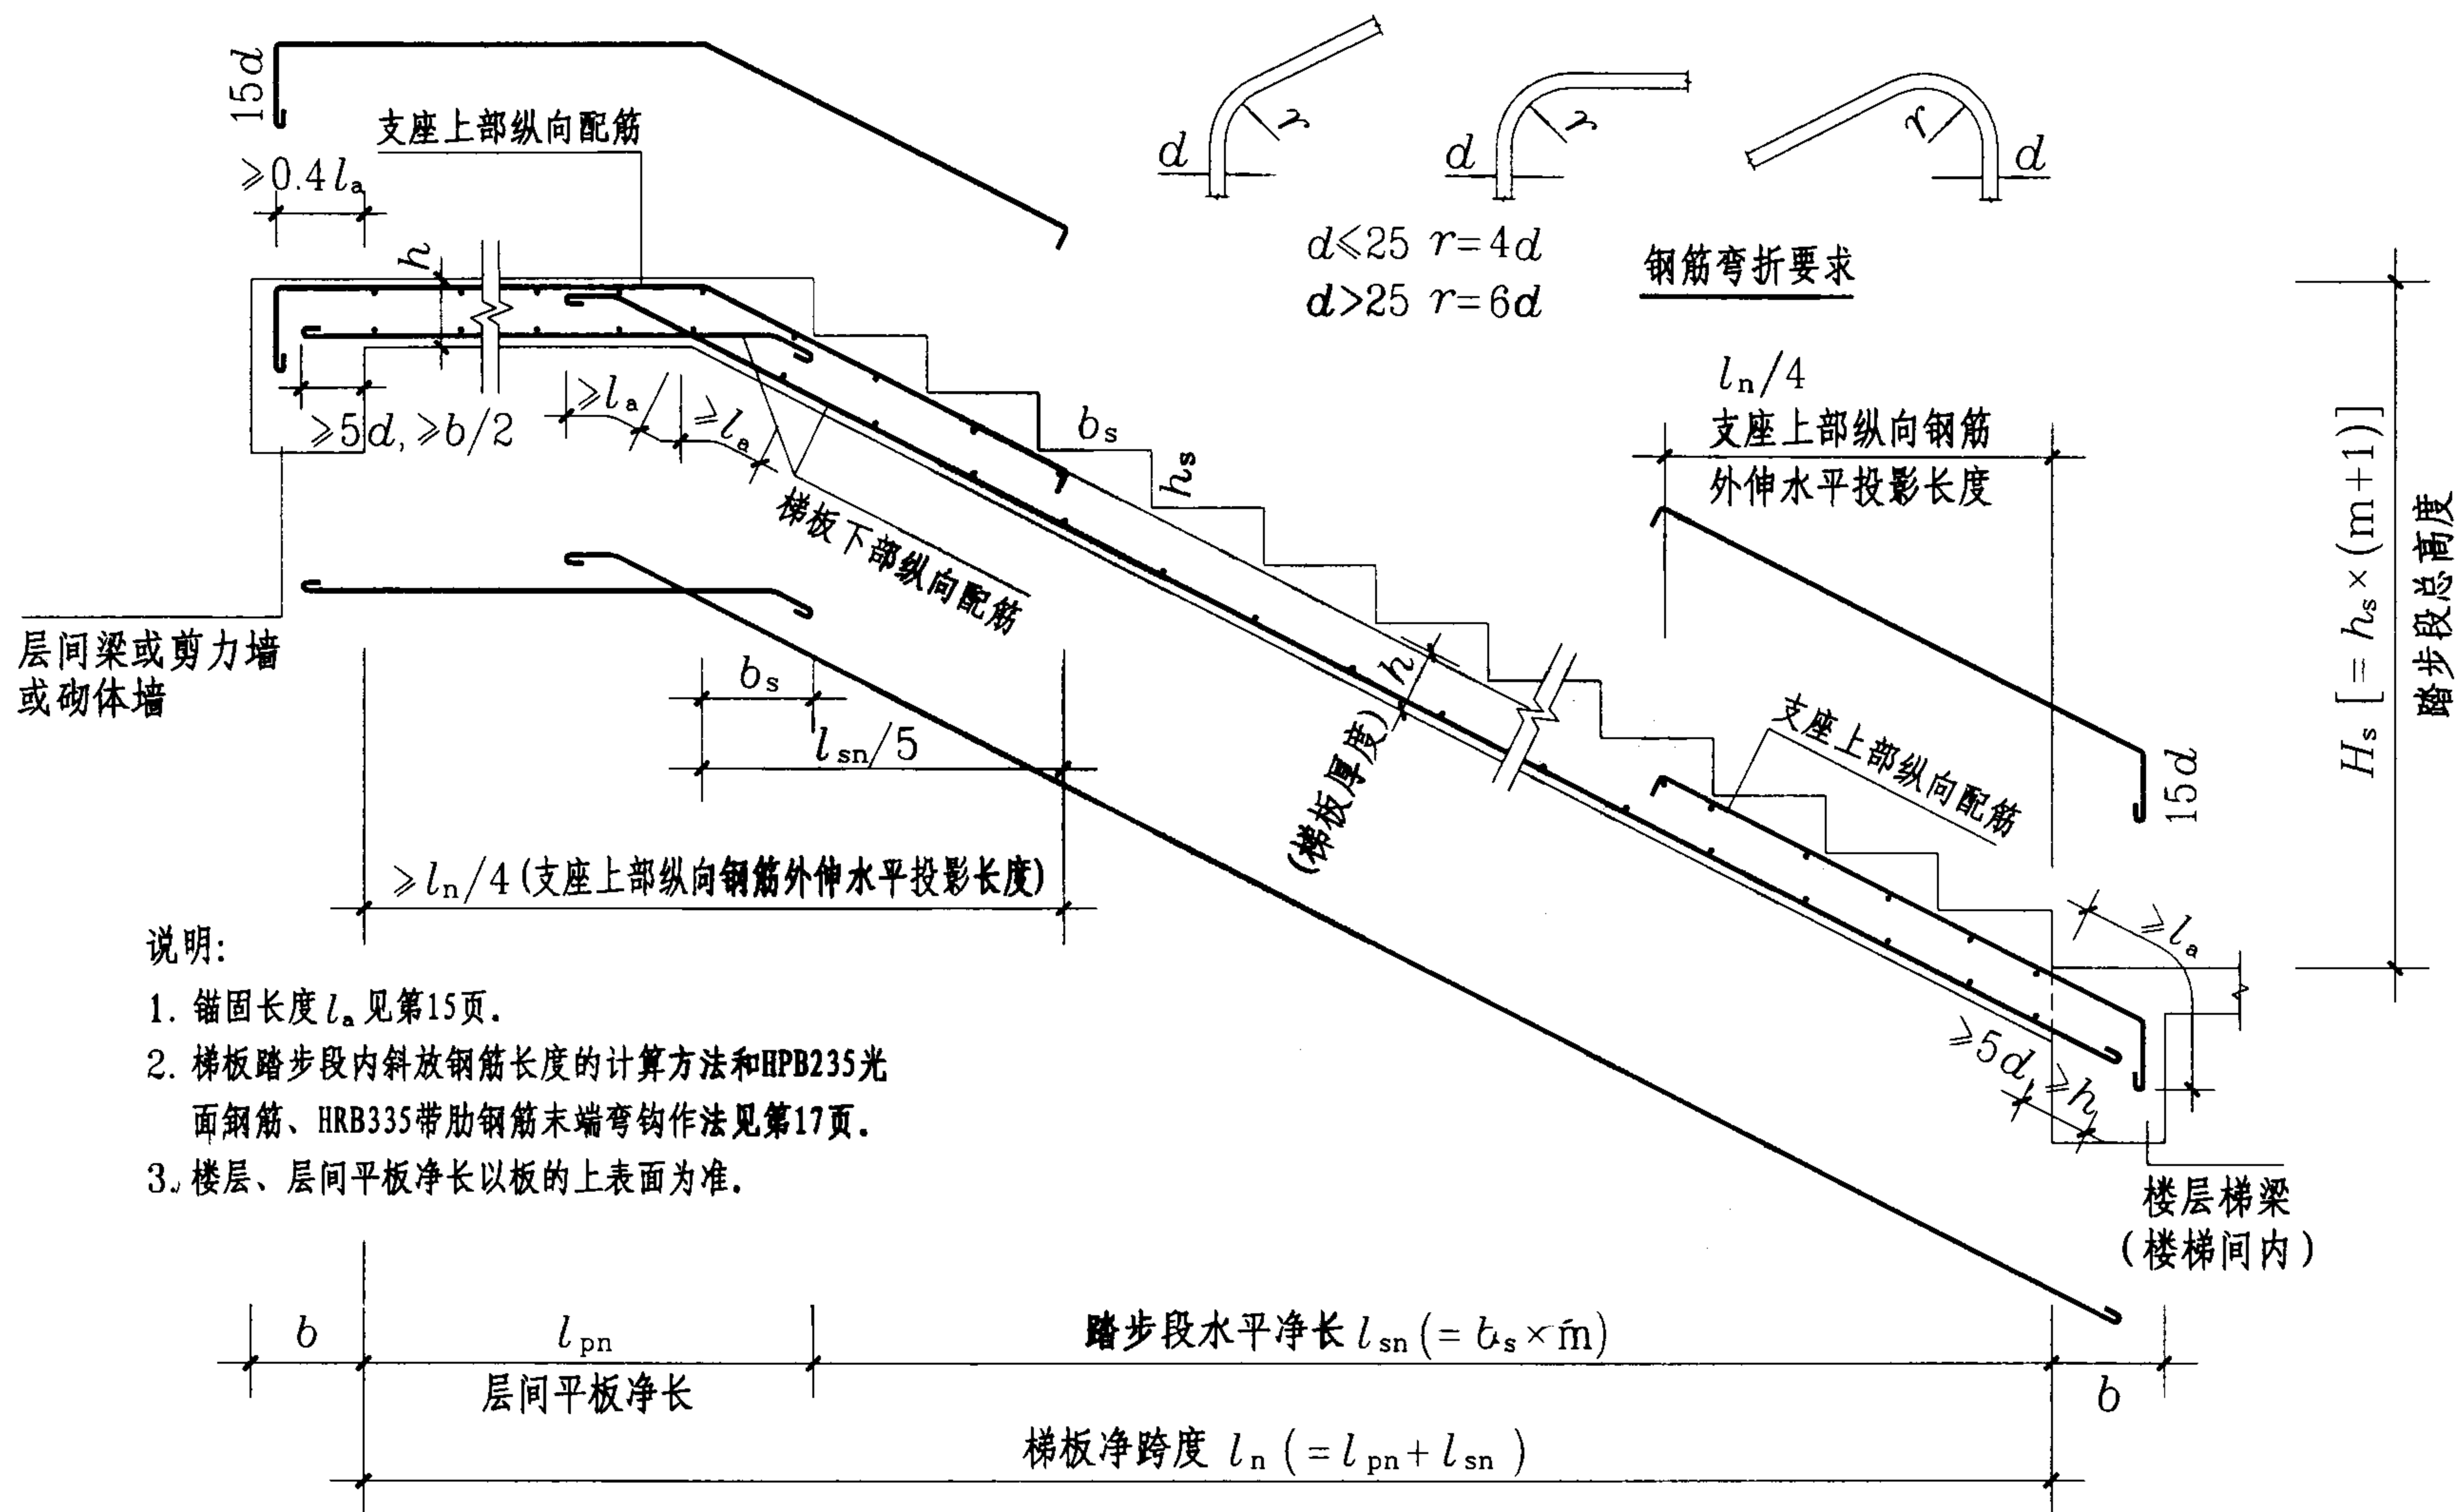 15d
支座上部纵向配筋
≥0.4la
h
d
r
d
r
r
d
d≤25 r=4d
d>25 r=6d
钢筋弯折要求
≥5d,≥b/2
≥la
≥la
bs
hs
梯板下部纵向配筋
ln/4
支座上部纵向钢筋
外伸水平投影长度
Hs [=hs×(m+1)]
踏步段总高度
层间梁或剪力墙
或砌体墙
bs
lsn/5
h
(梯板厚度)
支座上部纵向配筋
15d
≥ln/4(支座上部纵向钢筋外伸水平投影长度)
≥la
≥5d,≥h
说明:
1. 锚固长度la见第15页.
2. 梯板踏步段内斜放钢筋长度的计算方法和HPB235光
面钢筋、HRB335带肋钢筋末端弯钩作法见第17页.
3. 楼层、层间平板净长以板的上表面为准.
楼层梯梁
(楼梯间内)
b
lpn
踏步段水平净长 lsn(=bs×m)
层间平板净长
b
梯板净跨度 ln (=lpn+lsn)